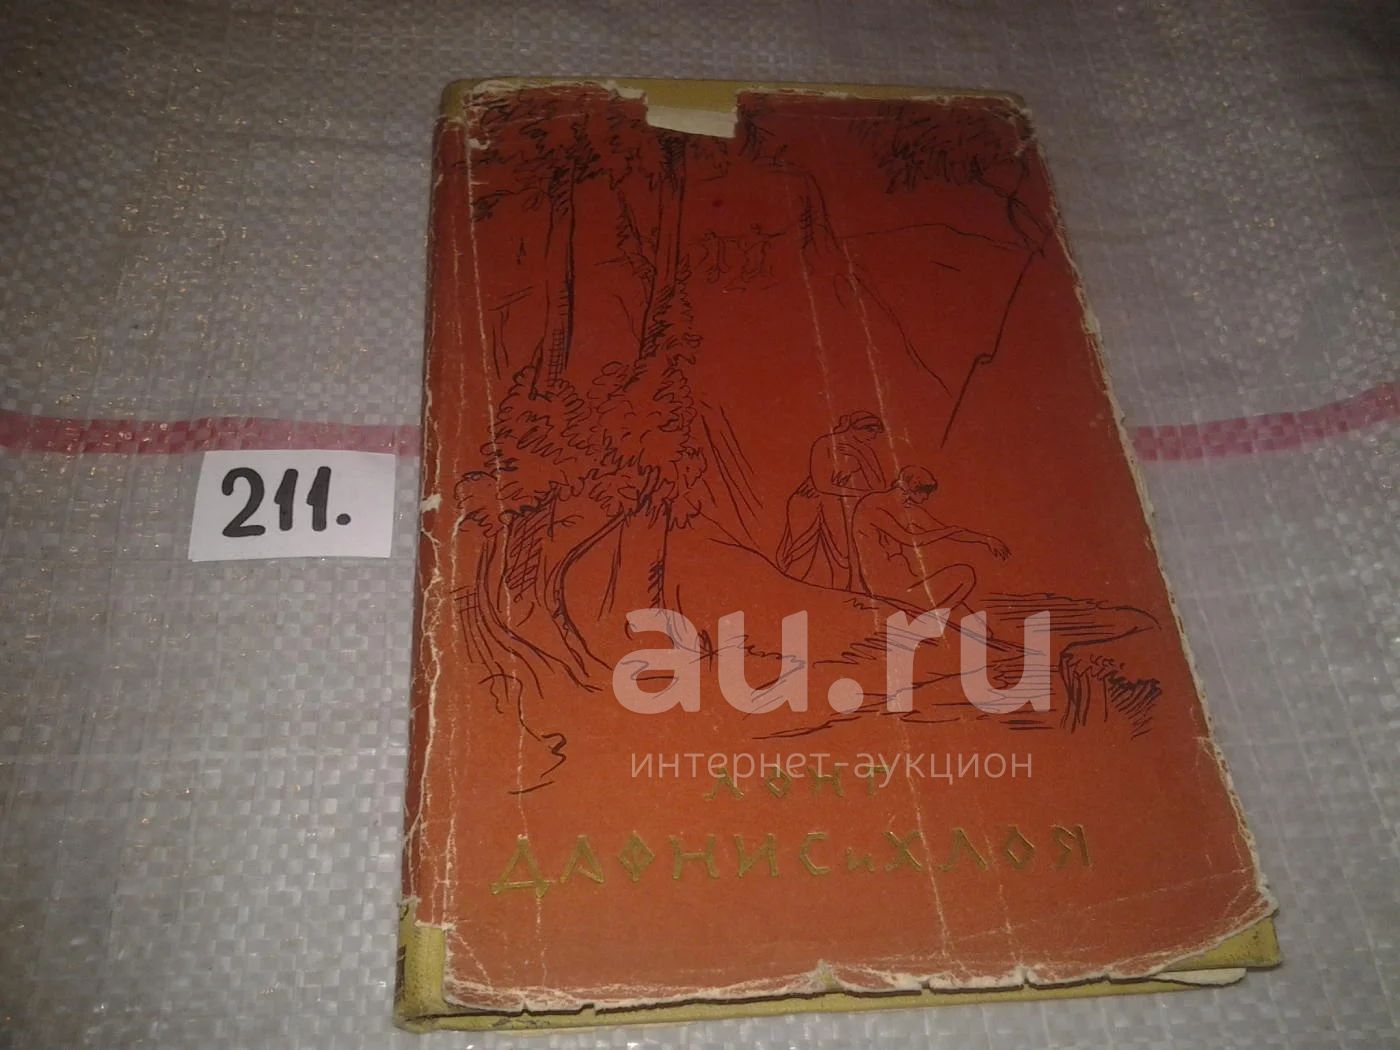 211.
au.ru
интернет-аукцион
ЛОНГ
ДАФНИС и ХЛОЯ